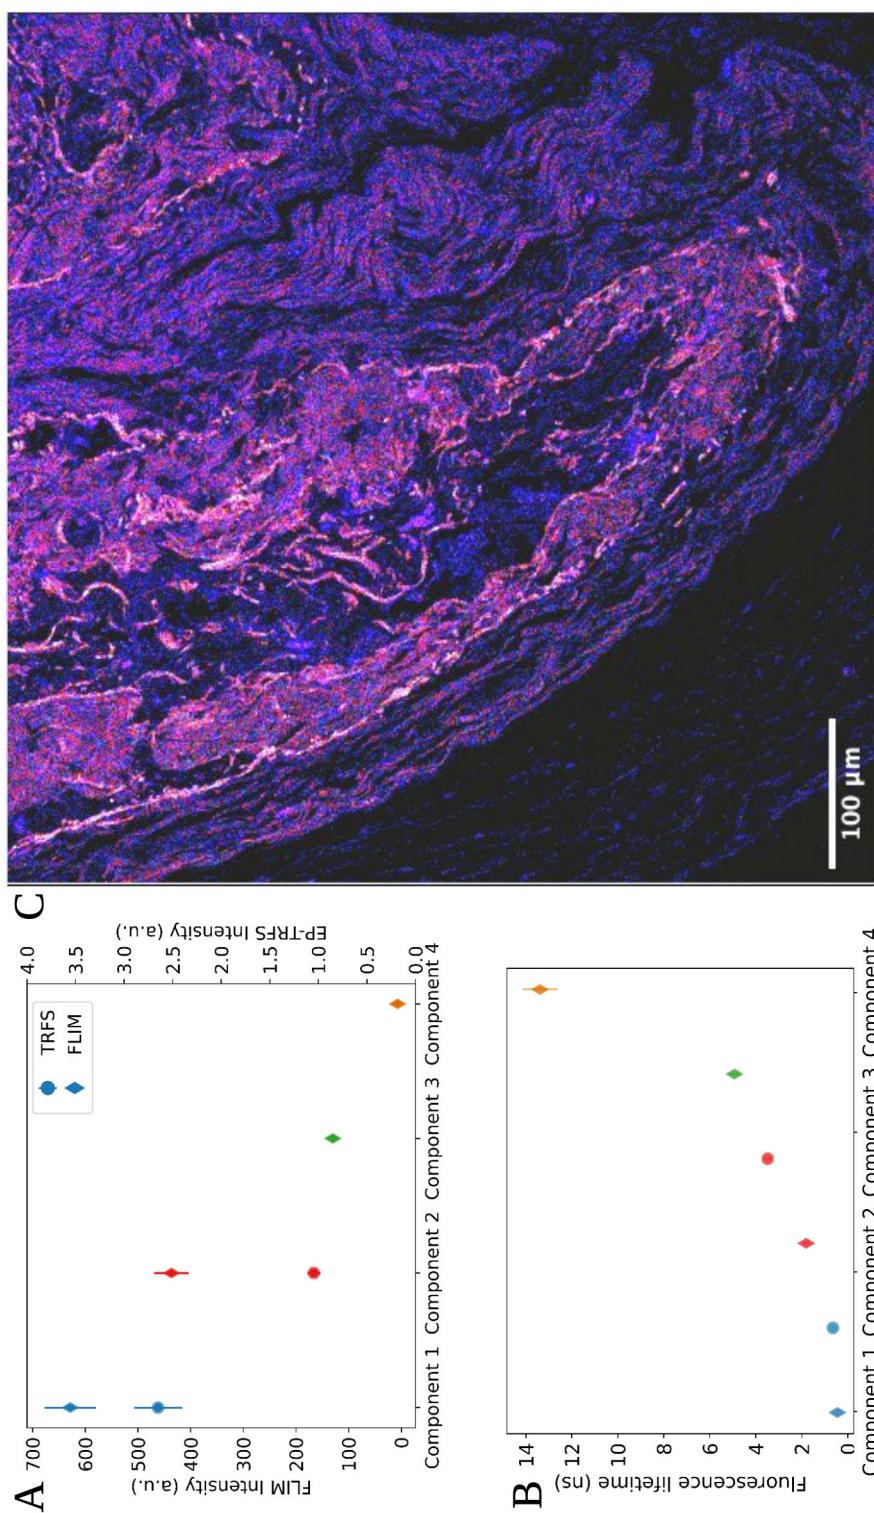 A
FLIM Intensity (a.u.)
700
600
500
400
300
200
100
0
TRFS
FLIM
EP-TRFS Intensity (a.u.)
4.0
3.5
3.0
2.5
2.0
1.5
1.0
0.5
0.0
Component 1 Component 2 Component 3 Component 4
B
Fluorescence lifetime (ns)
14
12
10
8
6
4
2
0
Component 1 Component 2 Component 3 Component 4
C
100 µm